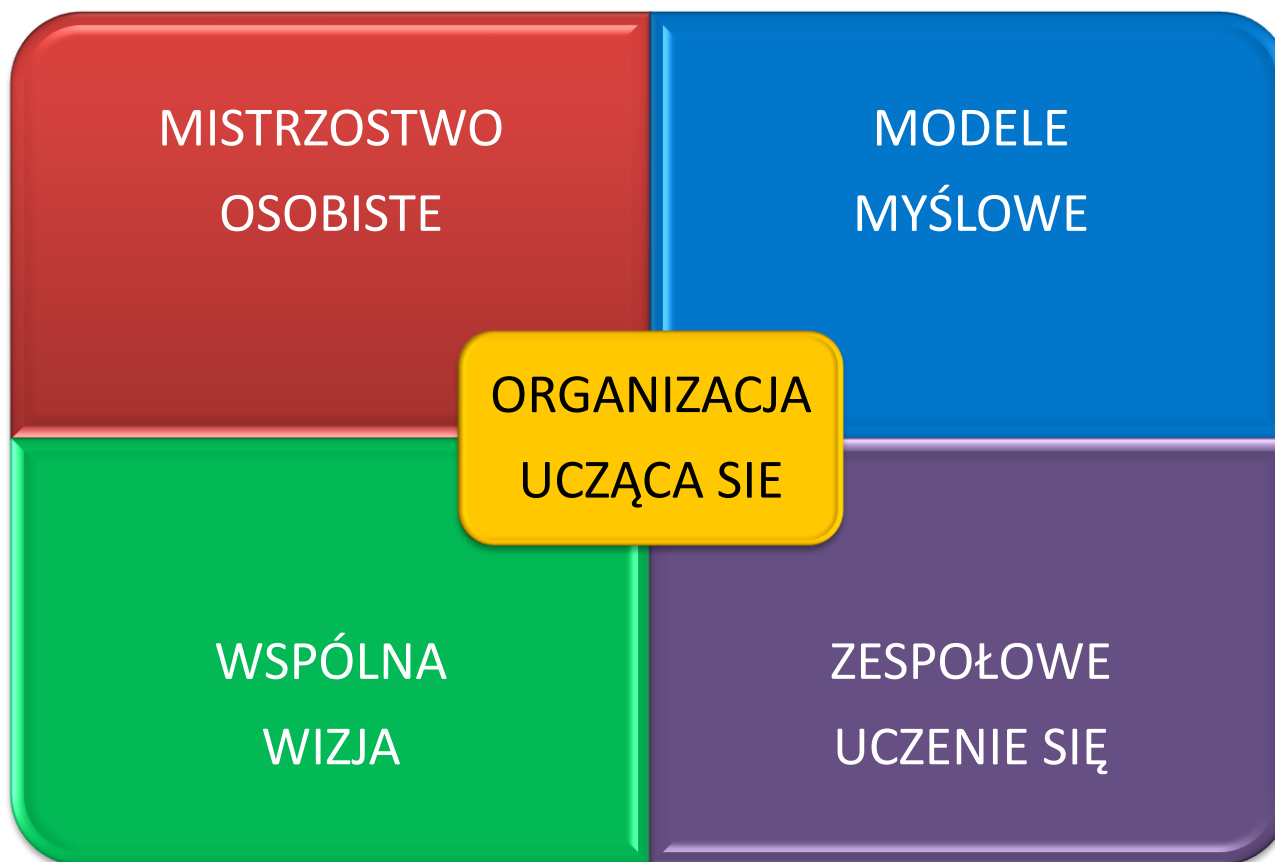 MISTRZOSTWO
OSOBISTE
MODELE
MYŚLOWE
ORGANIZACJA
UCZĄCA SIE
WSPÓLNA
WIZJA
ZESPOŁOWE
UCZENIE SIĘ